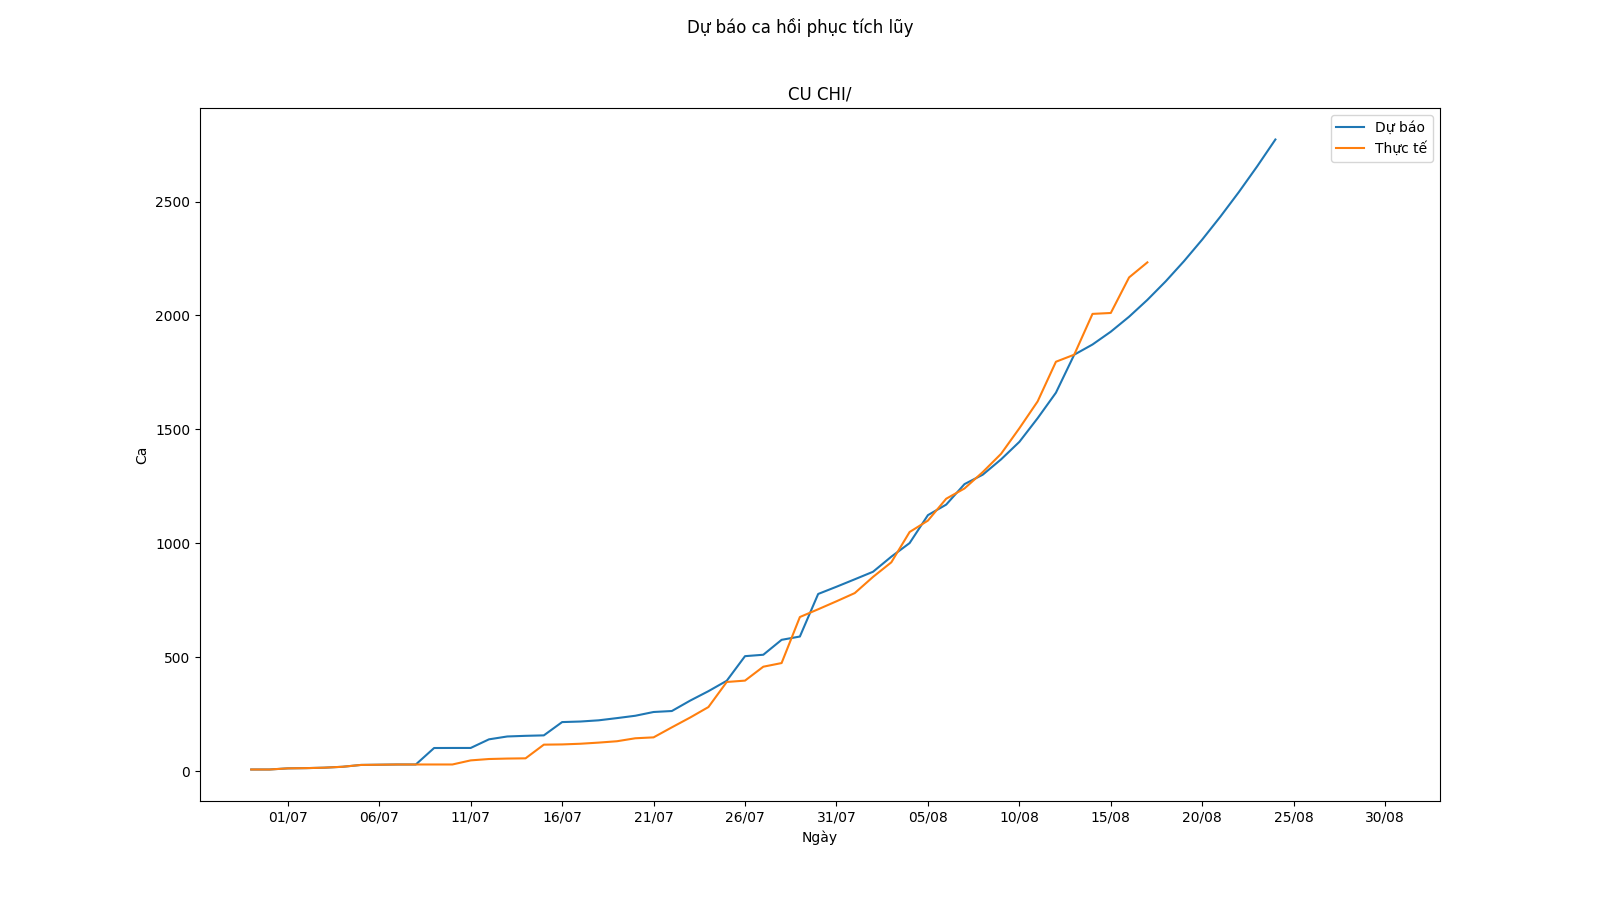 Dự báo ca hồi phục tích lũy
CU CHI/
Dự báo
Thực tế
2500
2000
1500
1000
500
0
Ca
01/07 06/07 11/07 16/07 21/07 26/07 31/07 05/08 10/08 15/08 20/08 25/08 30/08
Ngày